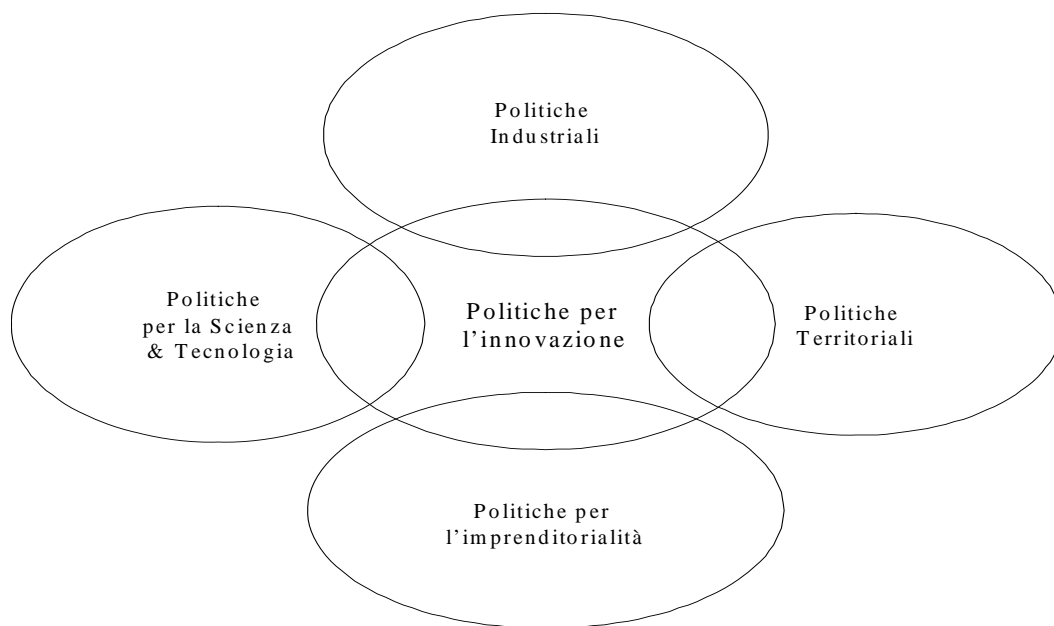 Politiche
Industriali
Politiche
per la Scienza
& Tecnologia
Politiche per
l’innovazione
Politiche
Territoriali
Politiche per
l’imprenditorialità